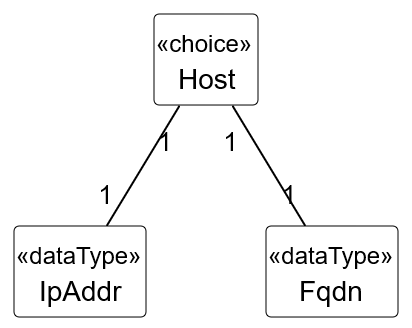 «choice»
Host
1
1
1
1
«dataType»
IpAddr
«dataType»
Fqdn